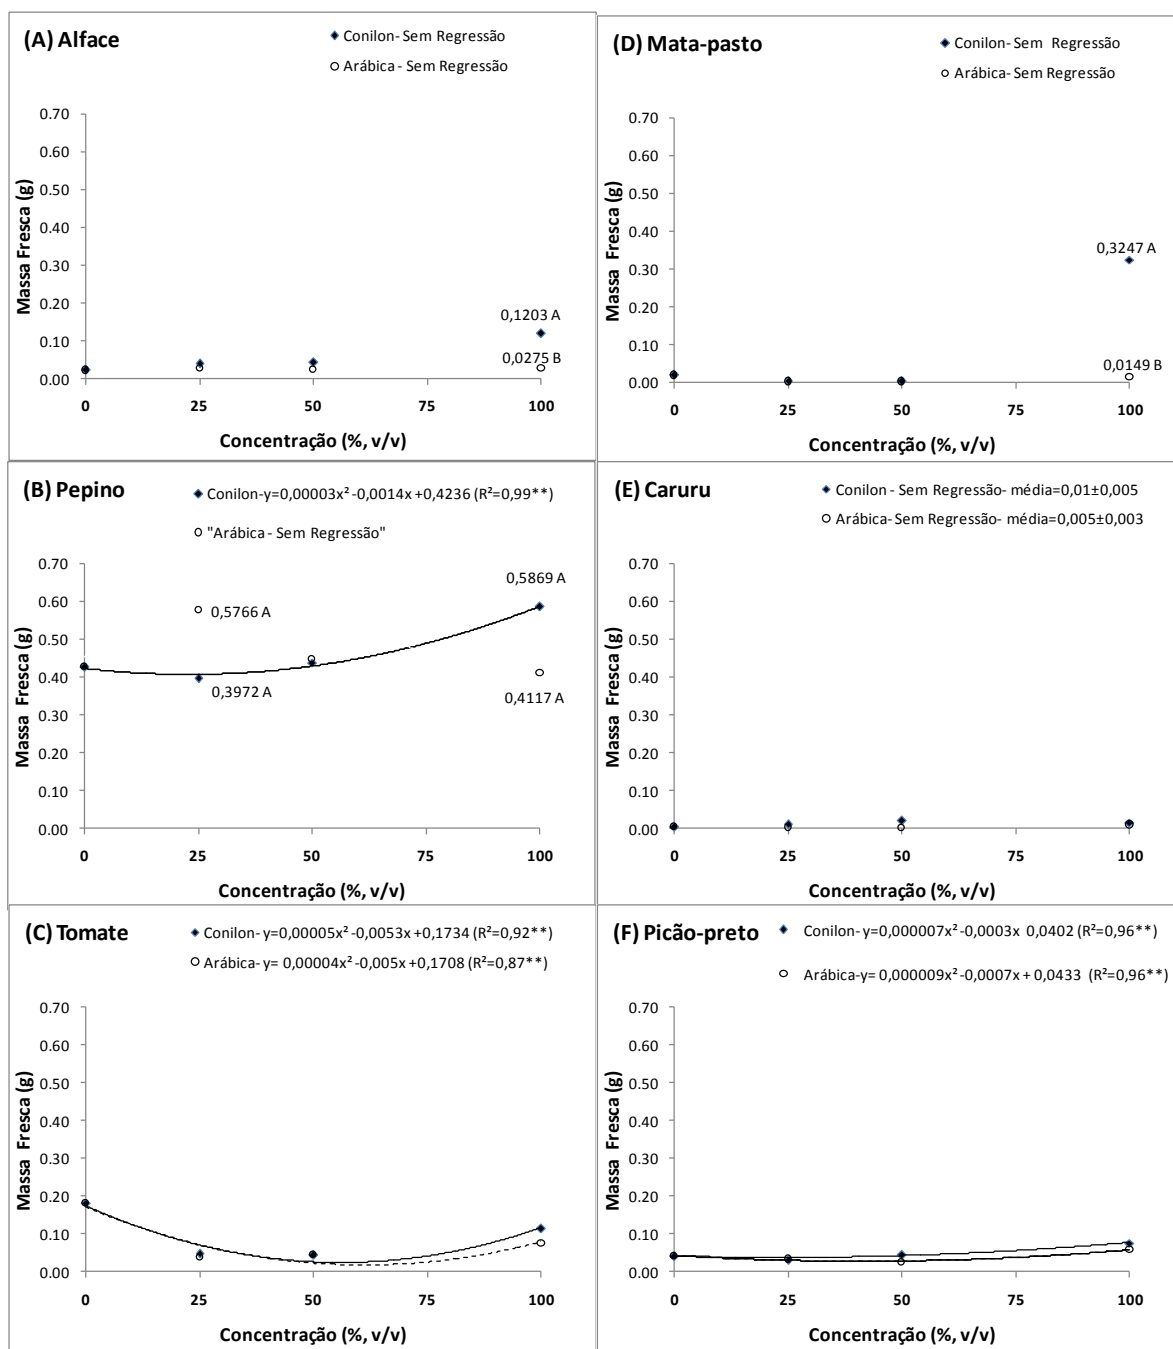 (A) Alface
Conilon- Sem Regressão
Arábica - Sem Regressão
0.70
0.60
0.50
0.40
0.30
0.20
0.10
0.00
Massa Fresca (g)
0,1203 A
0,0275 B
0 25 50 75 100
Concentração (%, v/v)
(D) Mata-pasto
Conilon- Sem Regressão
Arábica- Sem Regressão
0.70
0.60
0.50
0.40
0.30
0.20
0.10
0.00
Massa Fresca (g)
0,3247 A
0,0149 B
0 25 50 75 100
Concentração (%, v/v)
(B) Pepino
Conilon-y=0,00003x² -0,0014x +0,4236 (R²=0,99**)
"Arábica - Sem Regressão"
0.70
0.60
0.50
0.40
0.30
0.20
0.10
0.00
Massa Fresca (g)
0,5869 A
0,5766 A
0,3972 A
0,4117 A
0 25 50 75 100
Concentração (%, v/v)
(E) Caruru
Conilon - Sem Regressão- média=0,01±0,005
Arábica- Sem Regressão- média=0,005±0,003
0.70
0.60
0.50
0.40
0.30
0.20
0.10
0.00
Massa Fresca (g)
0 25 50 75 100
Concentração (%, v/v)
(C) Tomate
Conilon- y=0,00005x² -0,0053x +0,1734 (R²=0,92**)
Arábica- y= 0,00004x² -0,005x +0,1708 (R²=0,87**)
0.70
0.60
0.50
0.40
0.30
0.20
0.10
0.00
Massa Fresca (g)
0 25 50 75 100
Concentração (%, v/v)
(F) Picão-preto
Conilon- y=0,000007x² -0,0003x 0,0402 (R²=0,96**)
Arábica-y= 0,000009x² -0,0007x + 0,0433 (R²=0,96**)
0.70
0.60
0.50
0.40
0.30
0.20
0.10
0.00
Massa Fresca (g)
0 25 50 75 100
Concentração (%, v/v)